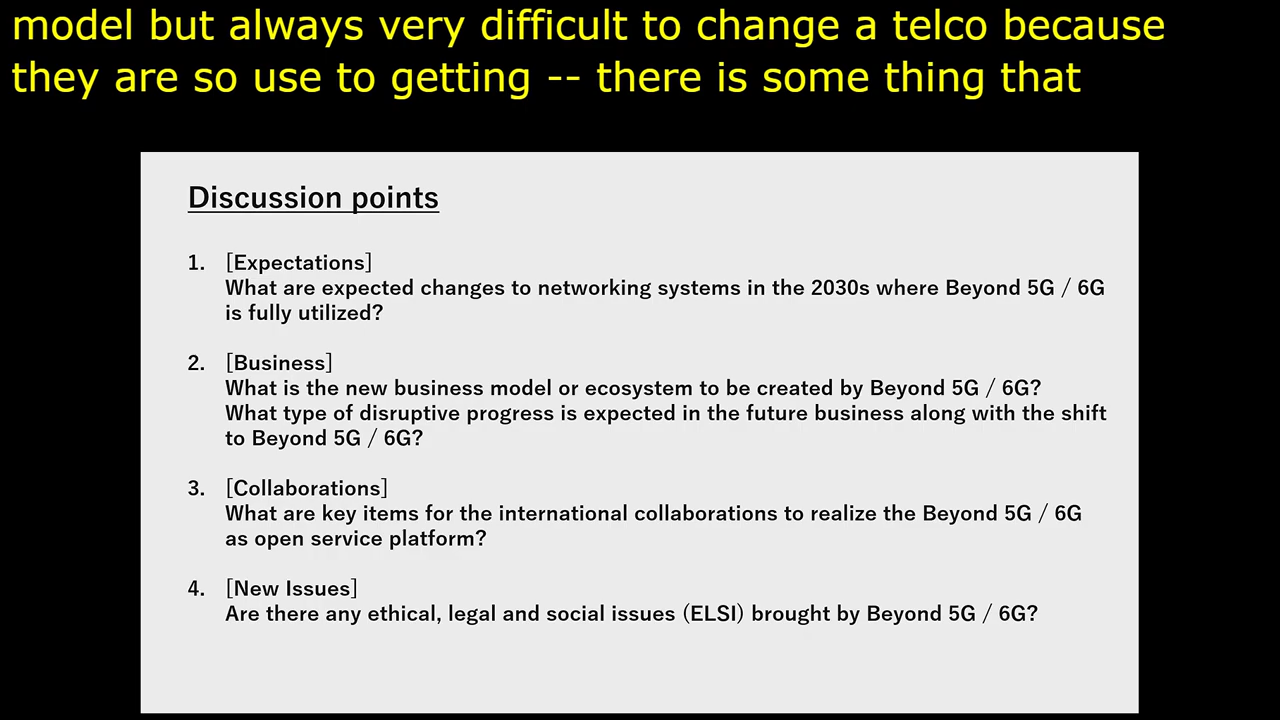 model but always very difficult to change a telco because
they are so use to getting -- there is some thing that
Discussion points
1. [Expectations]
What are expected changes to networking systems in the 2030s where Beyond 5G / 6G
is fully utilized?
2. [Business]
What is the new business model or ecosystem to be created by Beyond 5G / 6G?
What type of disruptive progress is expected in the future business along with the shift
to Beyond 5G / 6G?
3. [Collaborations]
What are key items for the international collaborations to realize the Beyond 5G / 6G
as open service platform?
4. [New Issues]
Are there any ethical, legal and social issues (ELSI) brought by Beyond 5G / 6G?